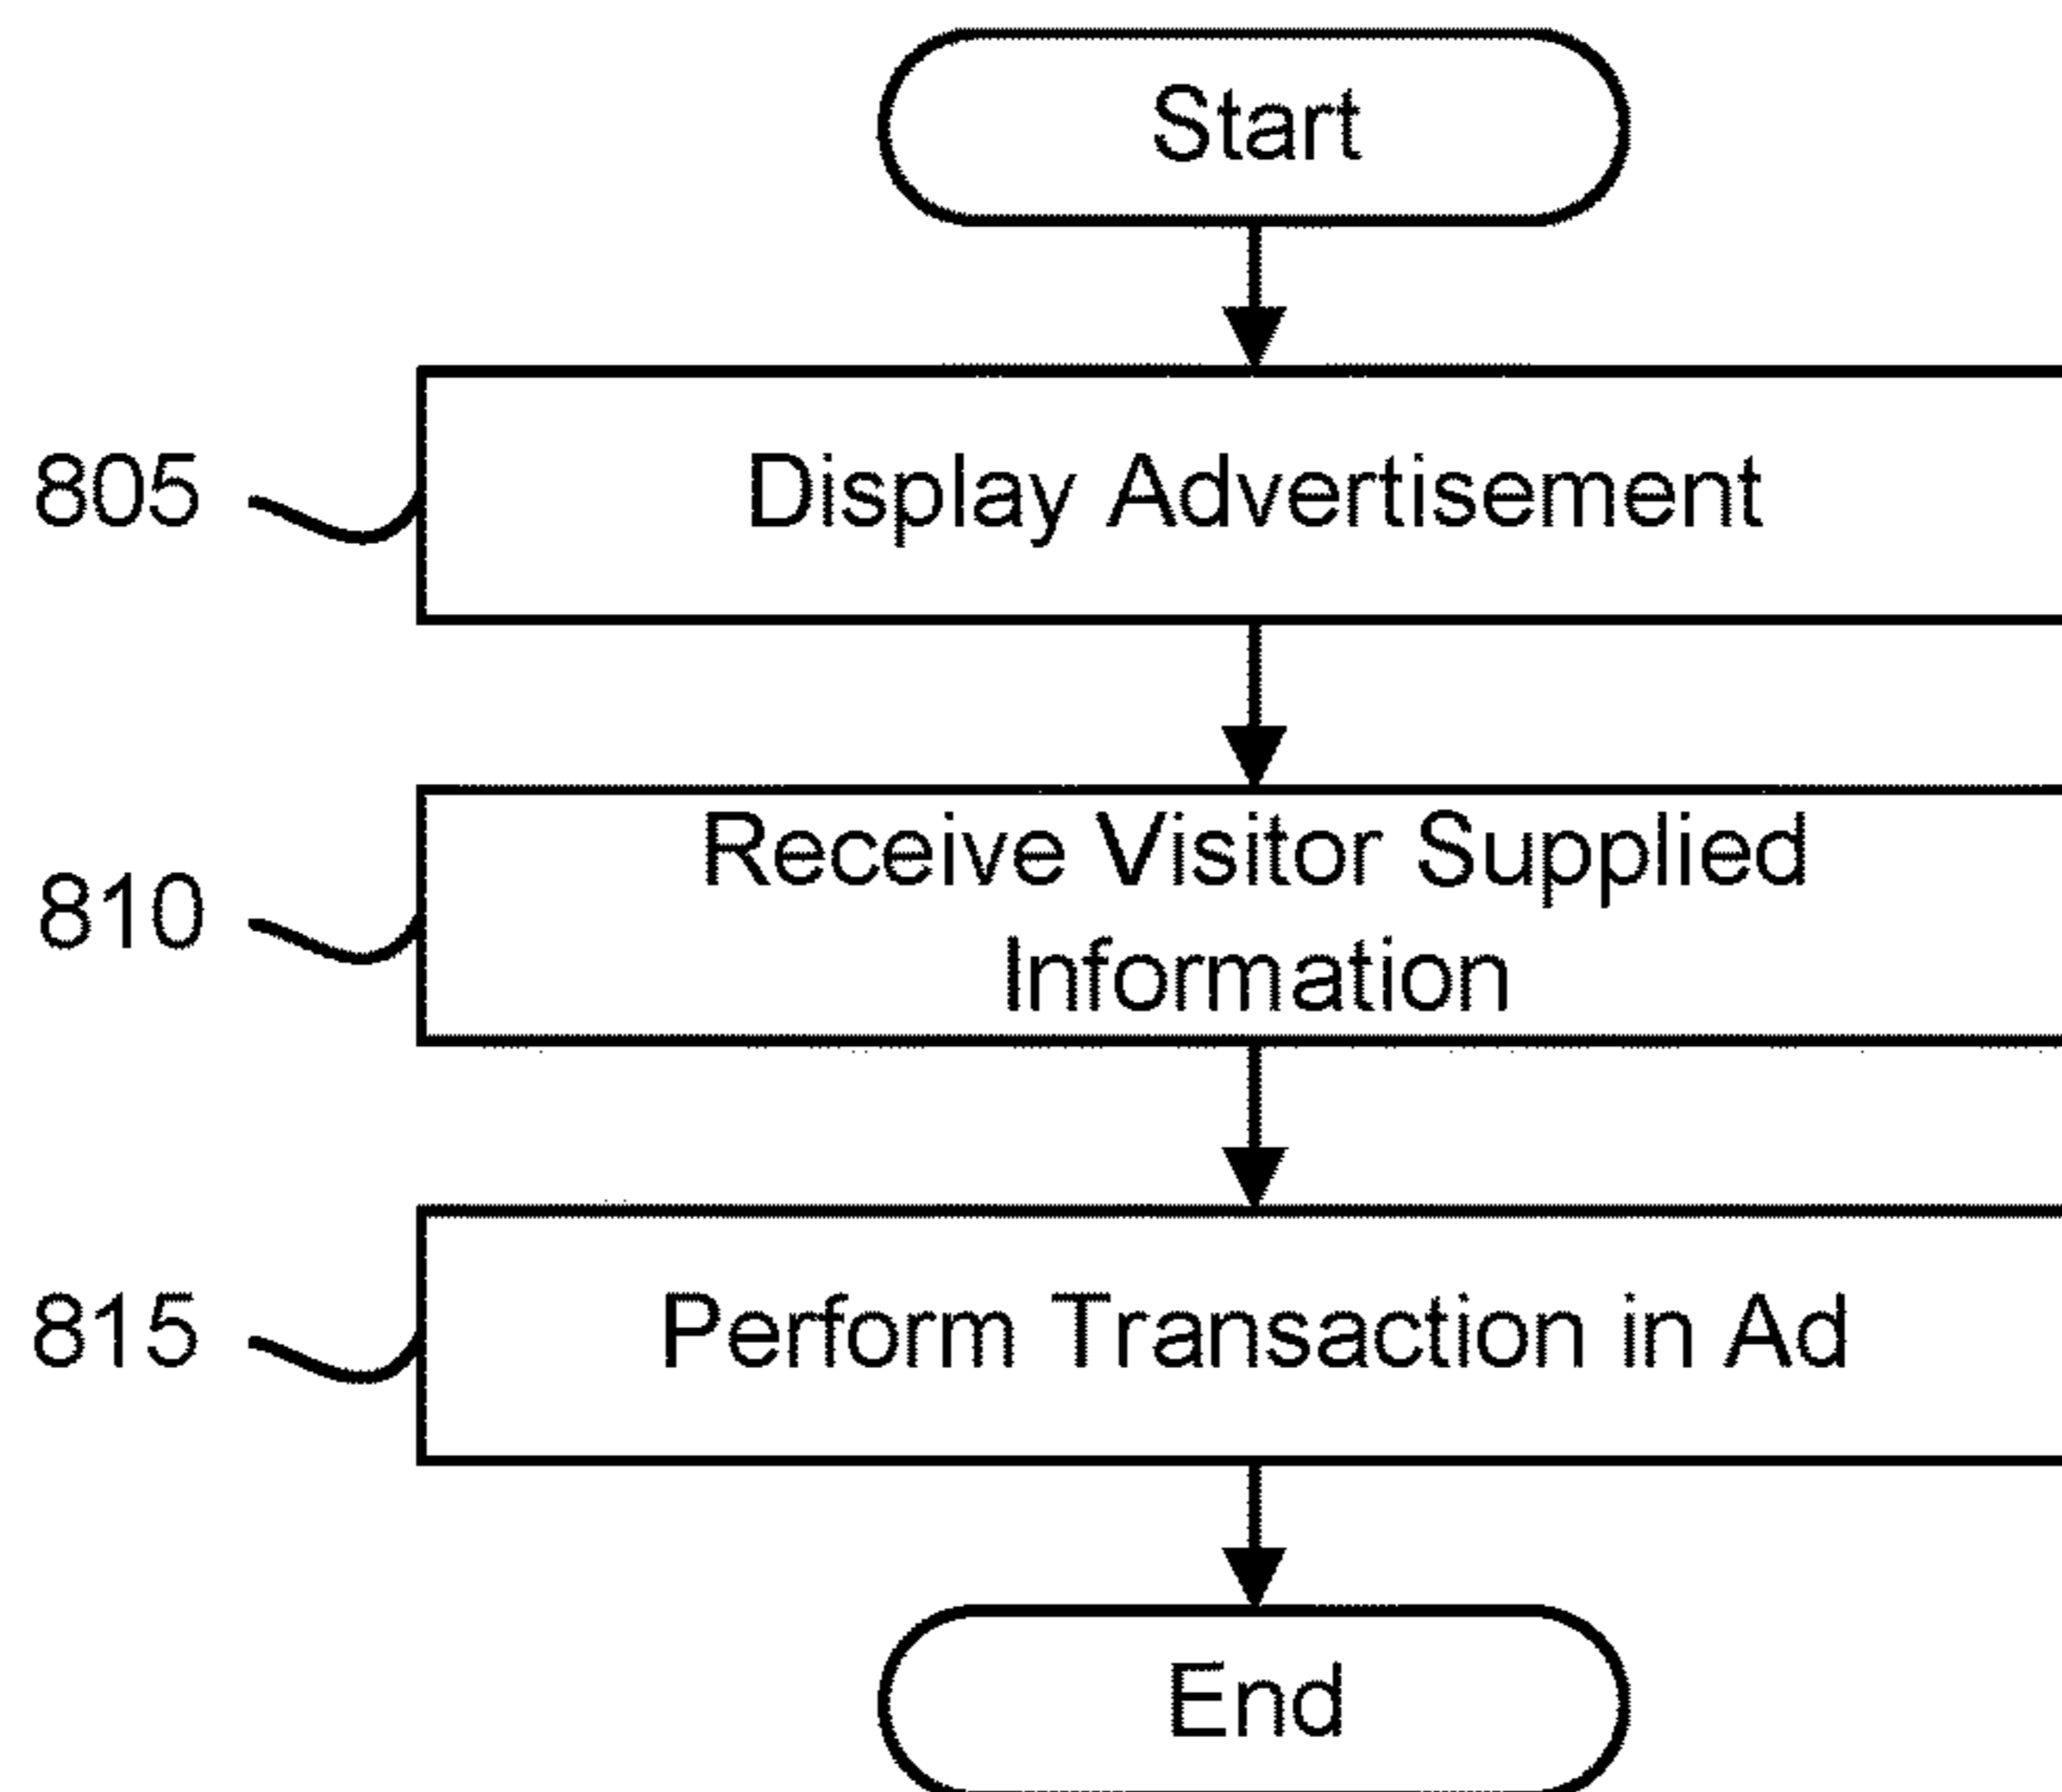 Start
805
Display Advertisement
810
Receive Visitor Supplied
Information
815
Perform Transaction in Ad
End